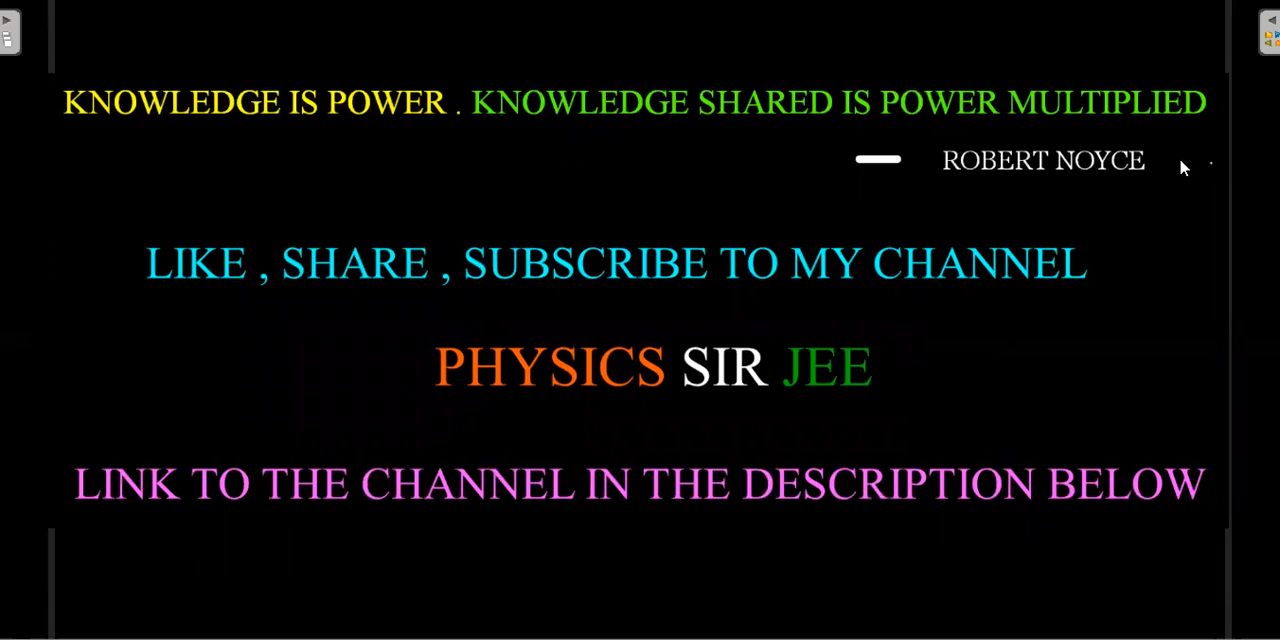 KNOWLEDGE IS POWER . KNOWLEDGE SHARED IS POWER MULTIPLIED
— ROBERT NOYCE
LIKE , SHARE , SUBSCRIBE TO MY CHANNEL
PHYSICS SIR JEE
LINK TO THE CHANNEL IN THE DESCRIPTION BELOW